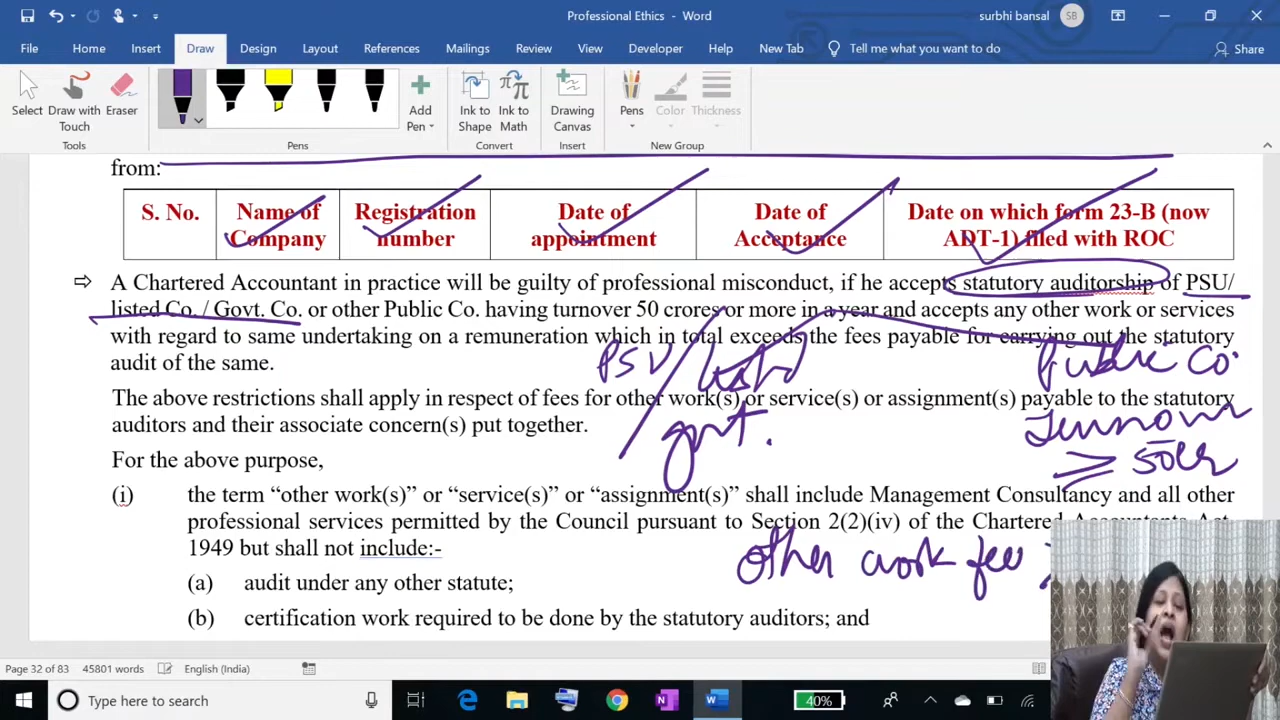 Professional Ethics - Word
surbhi bansal SB
File Home Insert Draw Design Layout References Mailings Review View Developer Help New Tab Tell me what you want to do Share
Select Draw with Touch Eraser Add Pen Ink to Shape Ink to Math Drawing Canvas Pens Color Thickness
Tools Pens Convert Insert New Group
from:
S. No. Name of Company Registration number Date of appointment Date of Acceptance Date on which form 23-B (now ADT-1) filed with ROC
⇨ A Chartered Accountant in practice will be guilty of professional misconduct, if he accepts statutory auditorship of PSU/
listed Co. / Govt. Co. or other Public Co. having turnover 50 crores or more in a year and accepts any other work or services
with regard to same undertaking on a remuneration which in total exceeds the fees payable for carrying out the statutory
audit of the same.
PSU/ listed
govt.
Public Co.
Turnover
≥ 50Cr
The above restrictions shall apply in respect of fees for other work(s) or service(s) or assignment(s) payable to the statutory
auditors and their associate concern(s) put together.
For the above purpose,
(i) the term “other work(s)” or “service(s)” or “assignment(s)” shall include Management Consultancy and all other
professional services permitted by the Council pursuant to Section 2(2)(iv) of the Chartered Accountants Act,
1949 but shall not include:-
other work fee
(a) audit under any other statute;
(b) certification work required to be done by the statutory auditors; and
Page 32 of 83 45801 words English (India)
Type here to search
40%